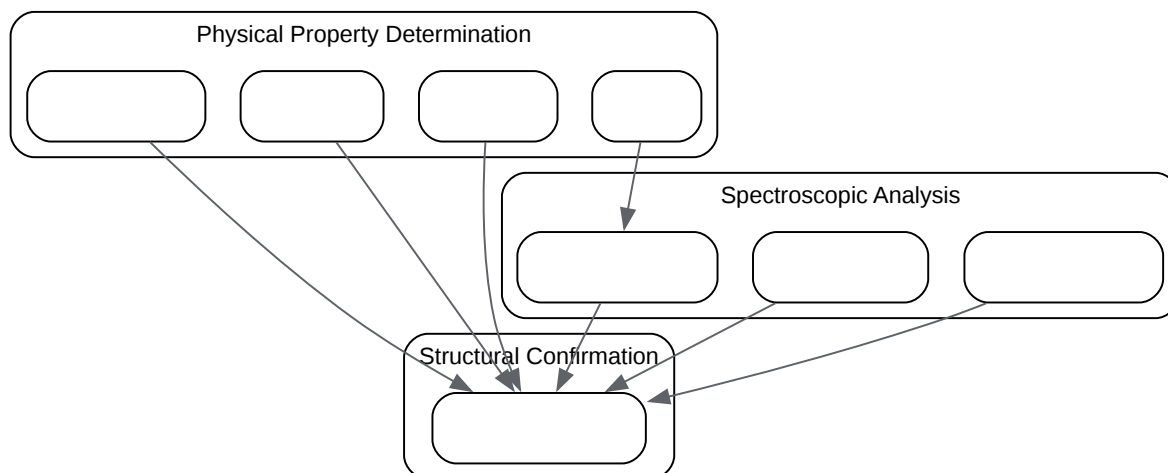 Physical Property Determination
Spectroscopic Analysis
Structural Confirmation